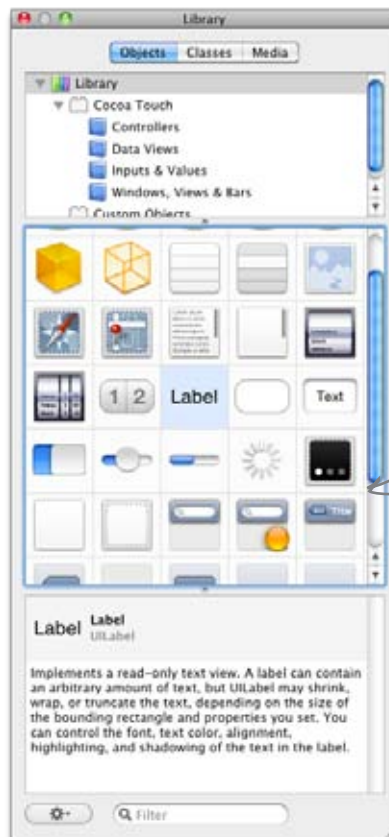 Library
Objects Classes Media
Library
Cocoa Touch
Controllers
Data Views
Inputs & Values
Windows, Views & Bars
Custom Objects
1 2 Label Text
Title
Label Label
UILabel
Implements a read-only text view. A label can contain
an arbitrary amount of text, but UILabel may shrink,
wrap, or truncate the text, depending on the size of
the bounding rectangle and properties you set. You
can control the font, text color, alignment,
highlighting, and shadowing of the text in the label.
Filter